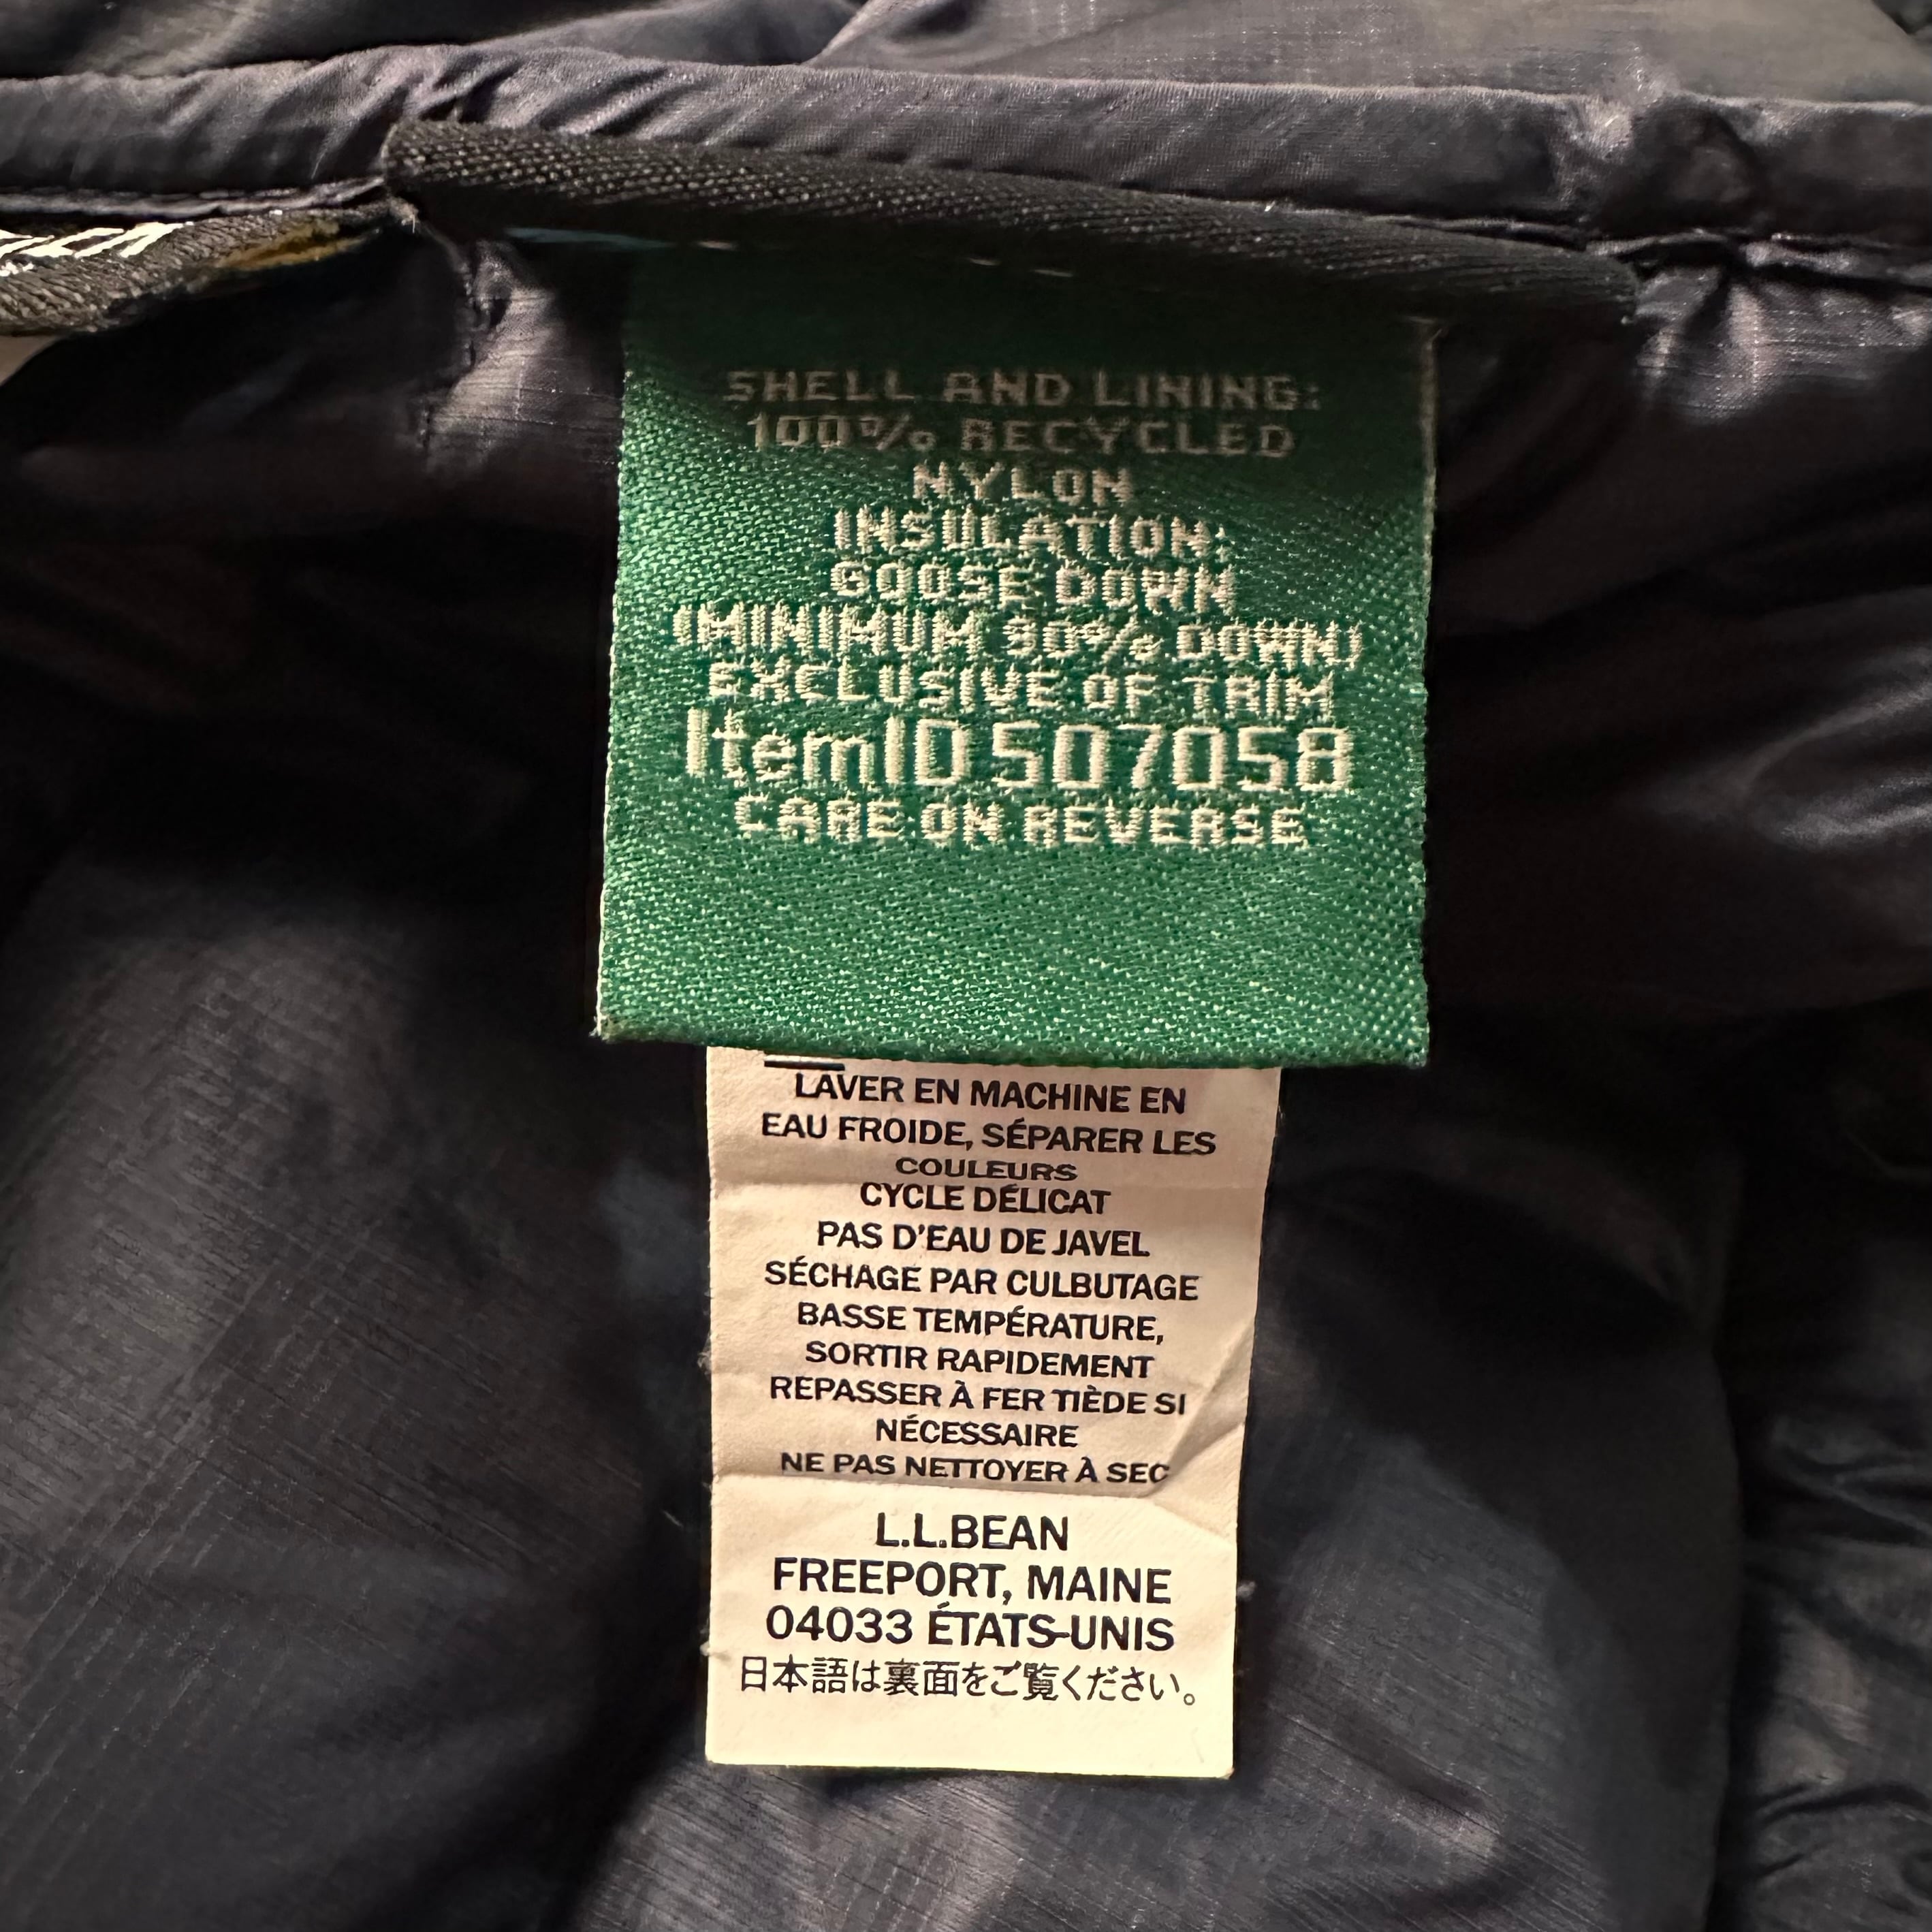 SHELL AND LINING:
100% RECYCLED
NYLON
INSULATION:
GOOSE DOWN
(MINIMUM 90% DOWN)
EXCLUSIVE OF TRIM
ItemID 507058
CARE ON REVERSE
LAVER EN MACHINE EN
EAU FROIDE, SÉPARER LES
COULEURS
CYCLE DÉLICAT
PAS D'EAU DE JAVEL
SÉCHAGE PAR CULBUTAGE
BASSE TEMPÉRATURE,
SORTIR RAPIDEMENT
REPASSER À FER TIÈDE SI
NÉCESSAIRE
NE PAS NETTOYER À SEC
L.L.BEAN
FREEPORT, MAINE
04033 ÉTATS-UNIS
日本語は裏面をご覧ください。